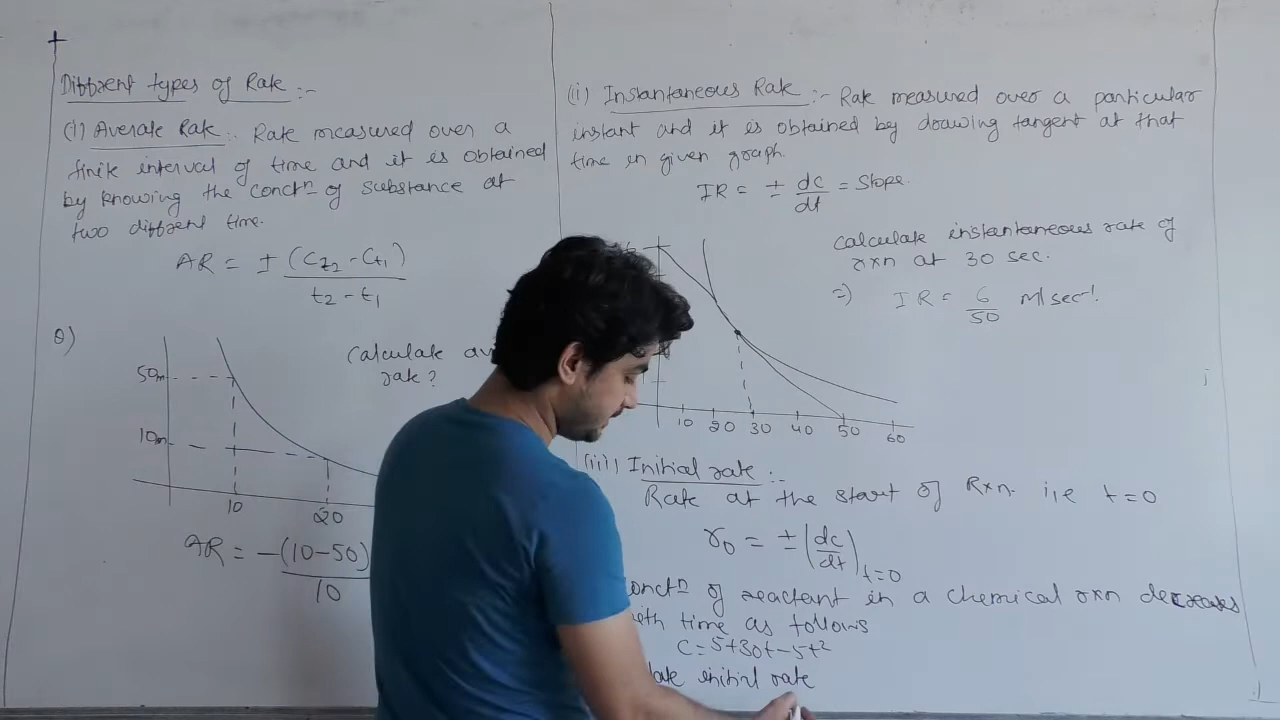 Different types of Rate :-
(i) Average Rate :- Rate measured over a
finite interval of time and it is obtained
by knowing the conctn of substance at
two different time.
AR = ± (Ct2 - Ct1)
t2 - t1
Q)
Calculate
rate?
50m
10m
10 20
AR = -(10-50)
10
(ii) Instantaneous Rate :- Rate measured over a particular
instant and it is obtained by drawing tangent at that
time in given graph.
IR = ± dc/dt = Slope.
Calculate instantaneous rate of
rxn at 30 sec.
=) IR = 6/50 M/sec-1.
10 20 30 40 50 60
(iii) Initial rate :-
Rate at the start of Rxn. i,e t=0
r0 = ± (dc/dt)t=0
of reactant in a chemical rxn decreases
time as follows
C=5+30t-5t2
initial rate